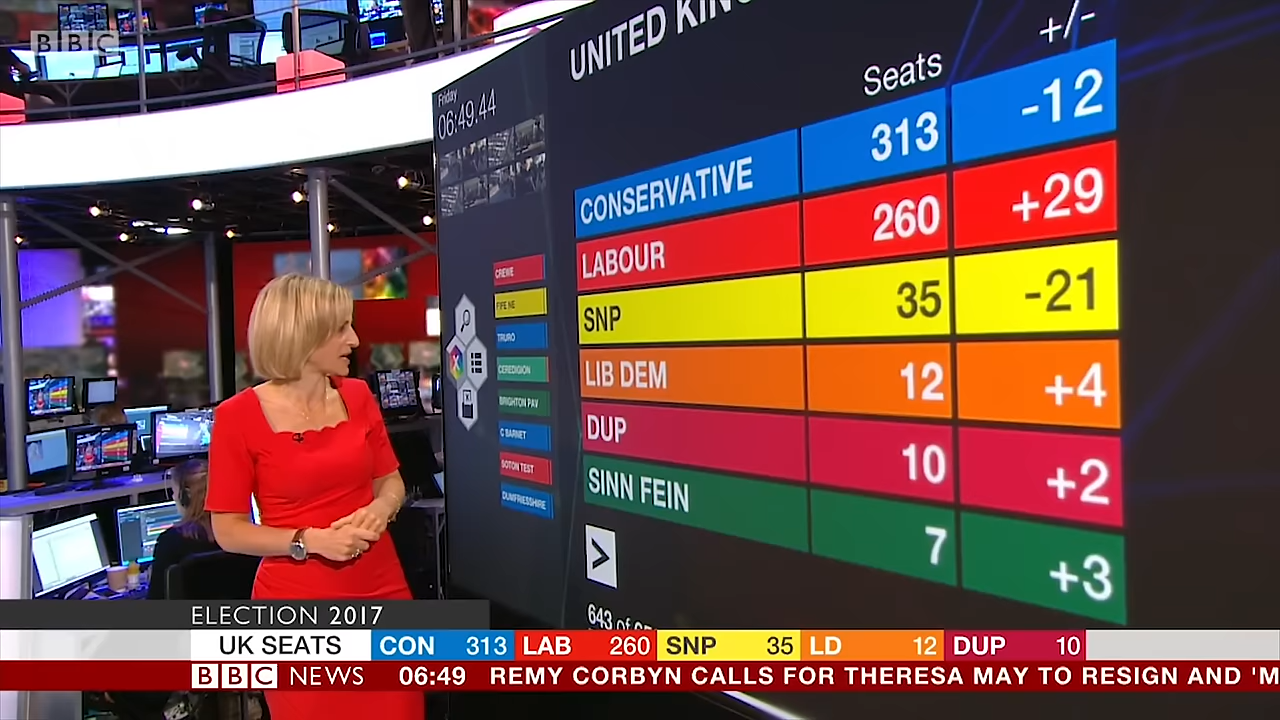 BBC
UNITED KIN
Friday
06:49.44
Seats
+/-
CONSERVATIVE 313 -12
LABOUR 260 +29
SNP 35 -21
LIB DEM 12 +4
DUP 10 +2
SINN FEIN 7 +3
CREWE
FIFE NE
TRURO
CEREDIGION
BRIGHTON PAV
C BARNET
SOTON TEST
DUMFRIESSHIRE
>
643 of
ELECTION 2017
UK SEATS CON 313 LAB 260 SNP 35 LD 12 DUP 10
BBC NEWS 06:49 REMY CORBYN CALLS FOR THERESA MAY TO RESIGN AND 'M